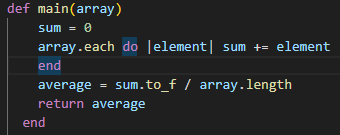 def main(array)
    sum = 0
    array.each do |element| sum += element
    end
    average = sum.to_f / array.length
    return average
  end